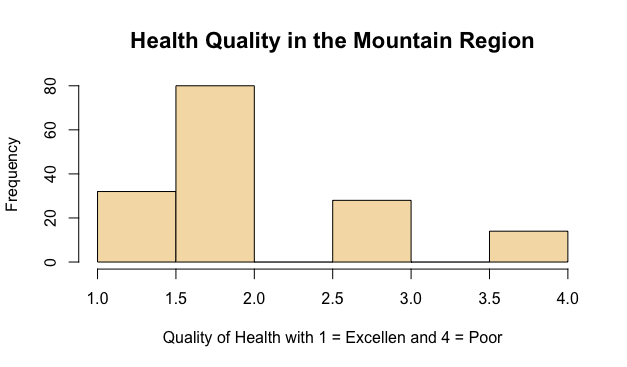 Health Quality in the Mountain Region
Frequency
80
60
40
20
0
1.0 1.5 2.0 2.5 3.0 3.5 4.0
Quality of Health with 1 = Excellen and 4 = Poor